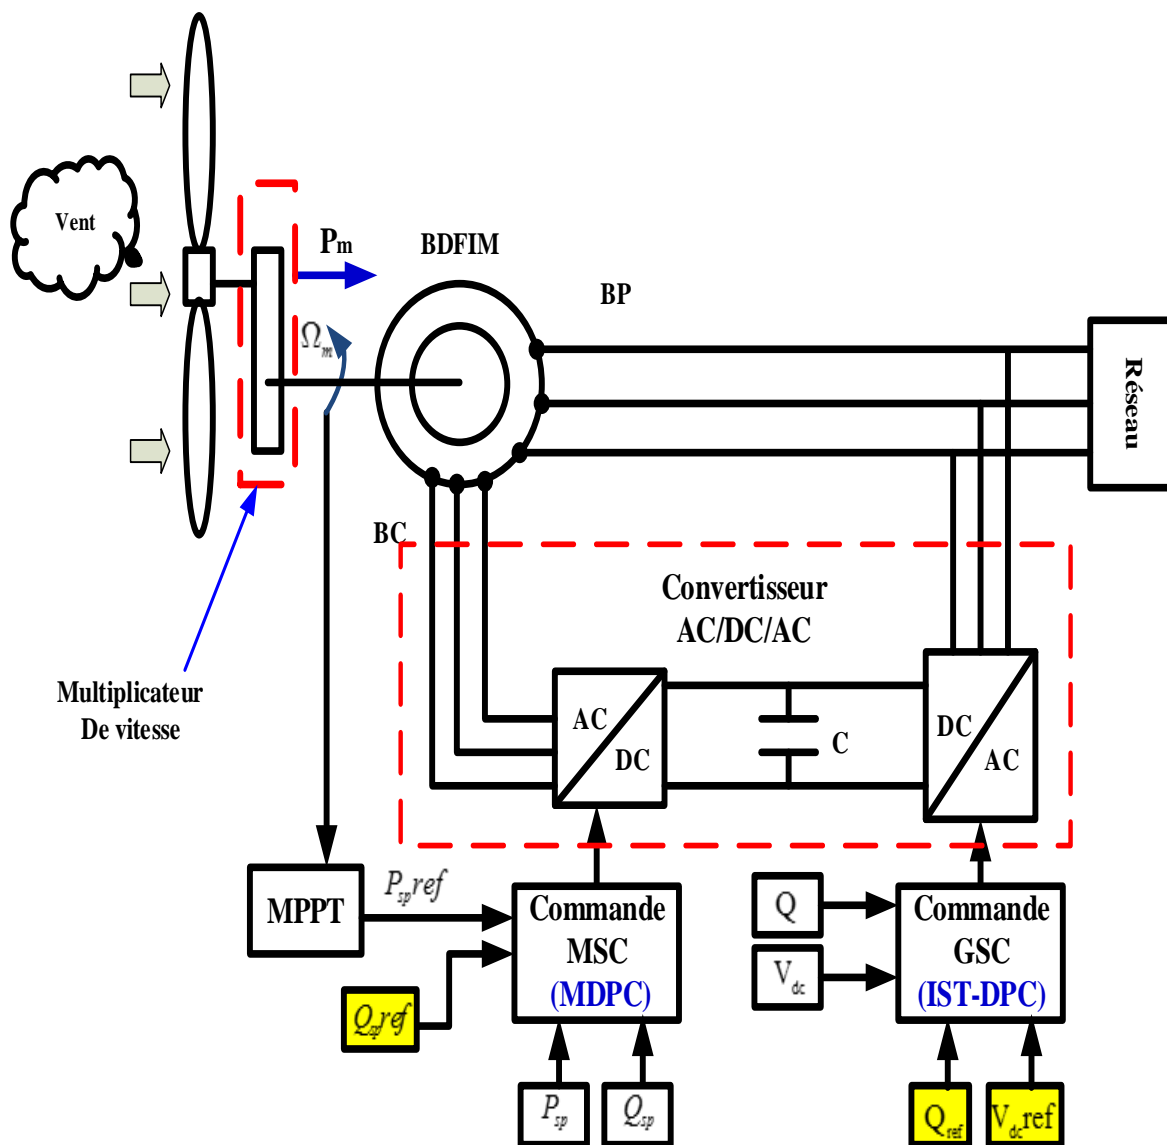 Vent
Pm
BDFIM
BP
Ωm
Réseau
BC
Convertisseur
AC/DC/AC
Multiplicateur
De vitesse
AC
DC
C
DC
AC
MPPT
Pspref
Commande
MSC
(MDPC)
Q
Vdc
Commande
GSC
(IST-DPC)
Qspref
Psp
Qsp
Qref
Vdcref